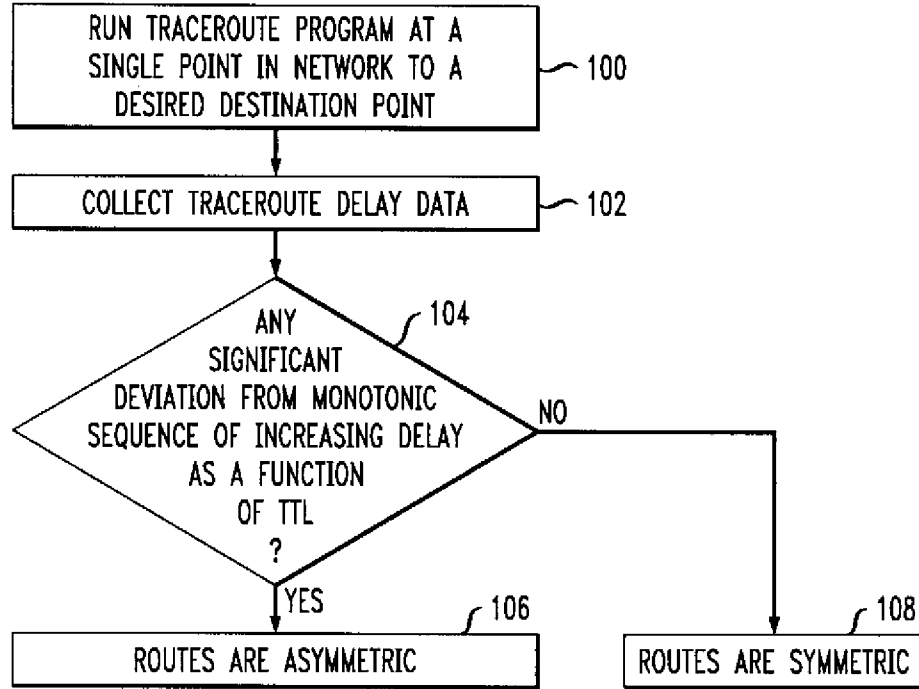 RUN TRACEROUTE PROGRAM AT A
SINGLE POINT IN NETWORK TO A
DESIRED DESTINATION POINT
100
COLLECT TRACEROUTE DELAY DATA
102
104
ANY
SIGNIFICANT
DEVIATION FROM MONOTONIC
SEQUENCE OF INCREASING DELAY
AS A FUNCTION
OF TTL
?
NO
YES
106
108
ROUTES ARE ASYMMETRIC
ROUTES ARE SYMMETRIC